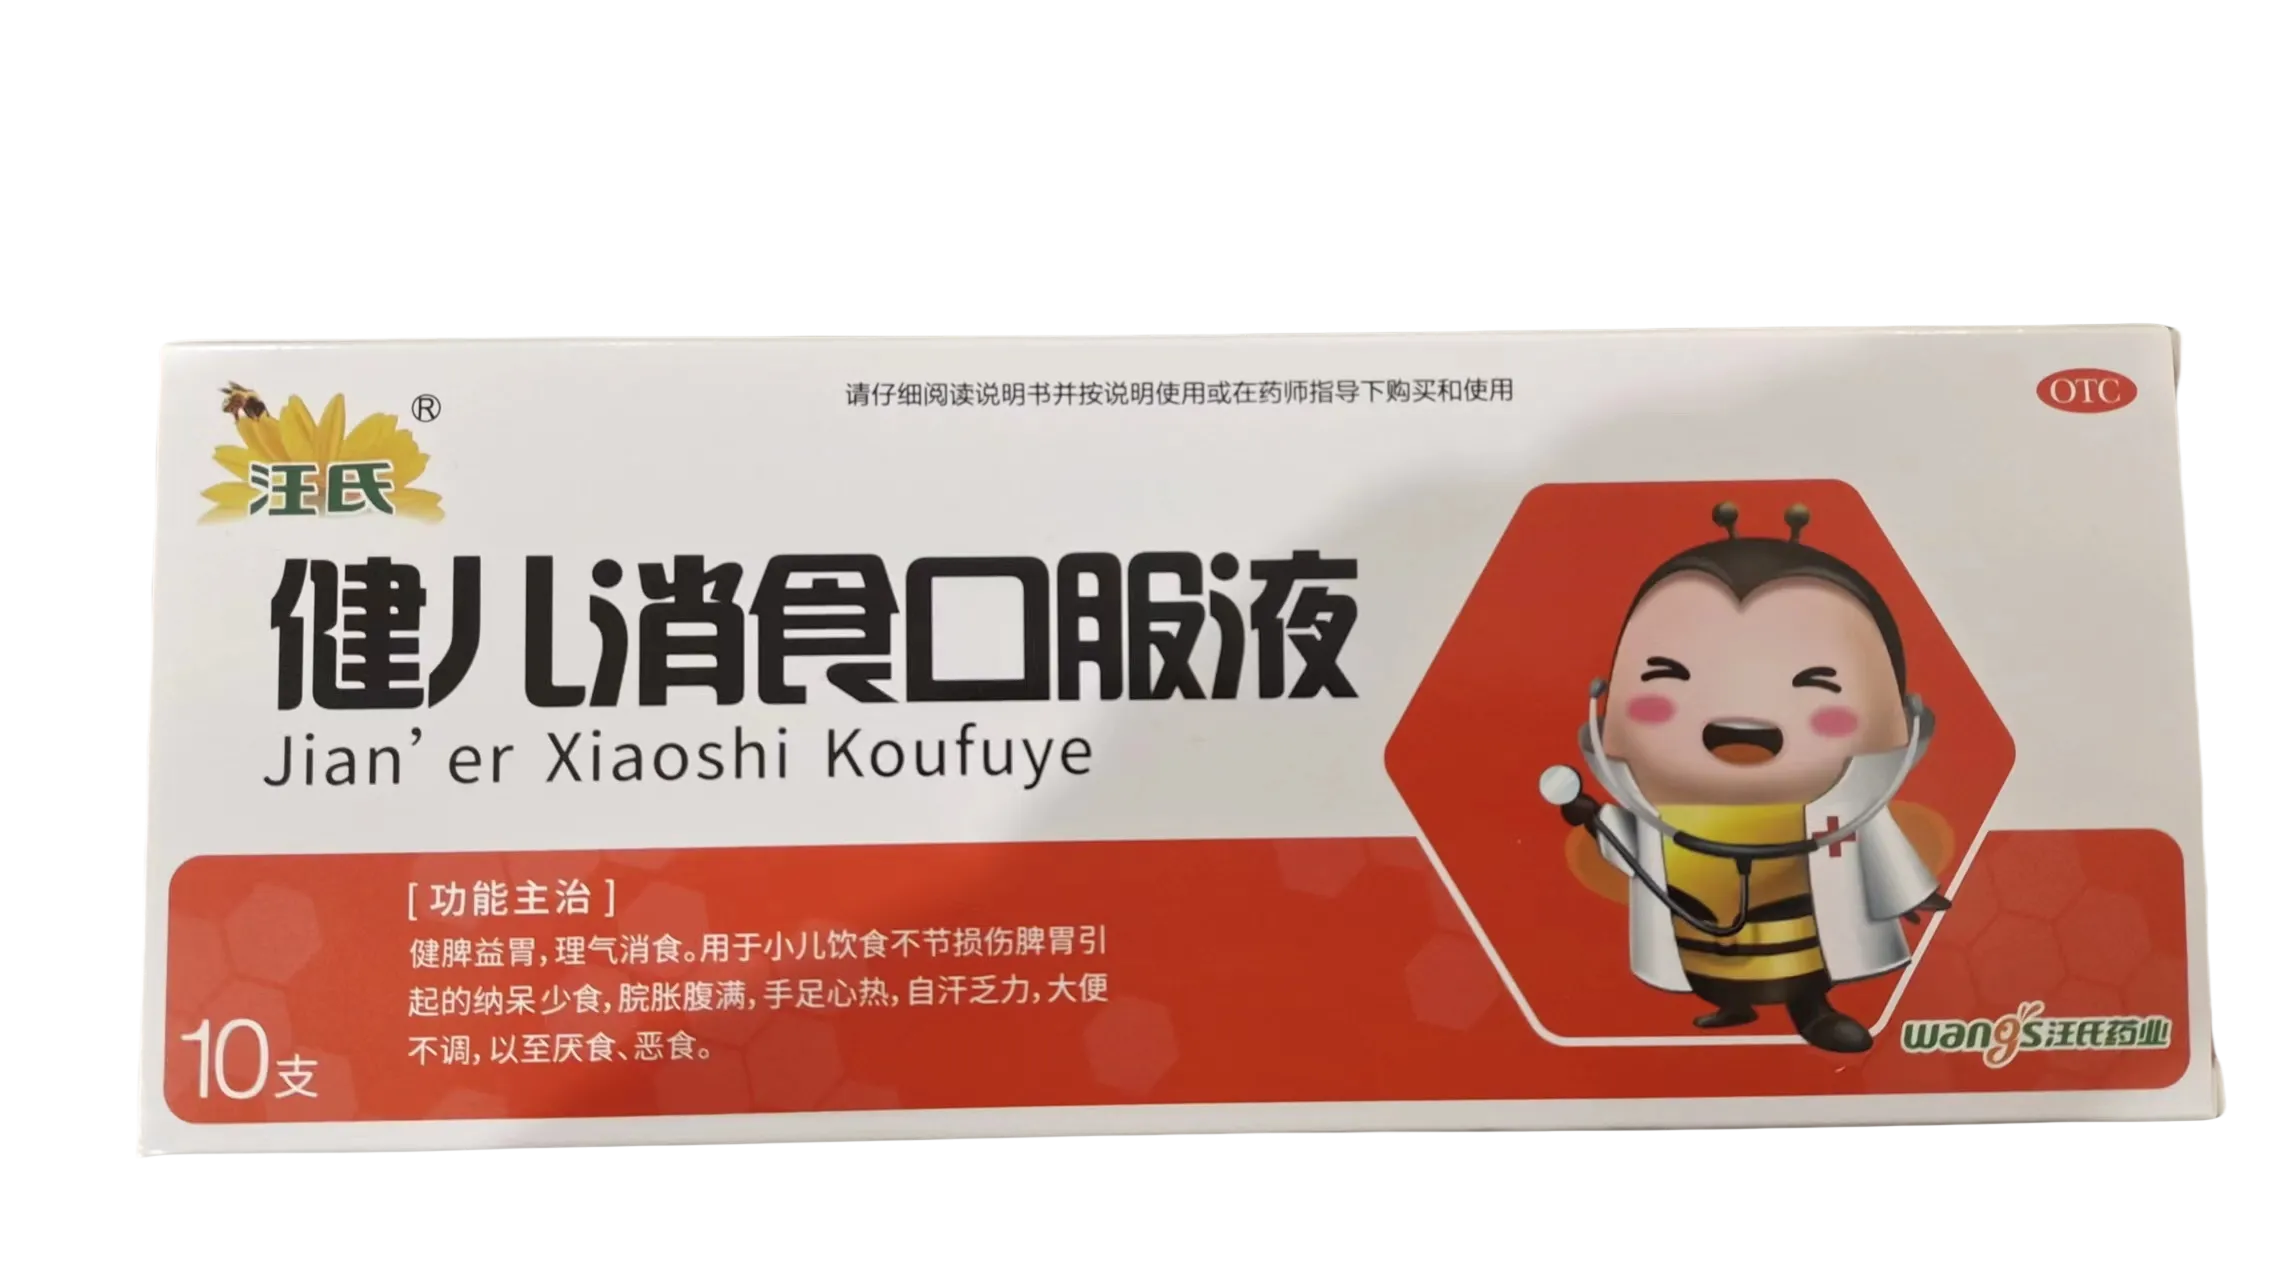 请仔细阅读说明书并按说明使用或在药师指导下购买和使用
OTC
®
汪氏
健儿消食口服液
Jian'er Xiaoshi Koufuye
[功能主治]
健脾益胃,理气消食。用于小儿饮食不节损伤脾胃引
起的纳呆少食,脘胀腹满,手足心热,自汗乏力,大便
不调,以至厌食、恶食。
10支
wang's汪氏药业